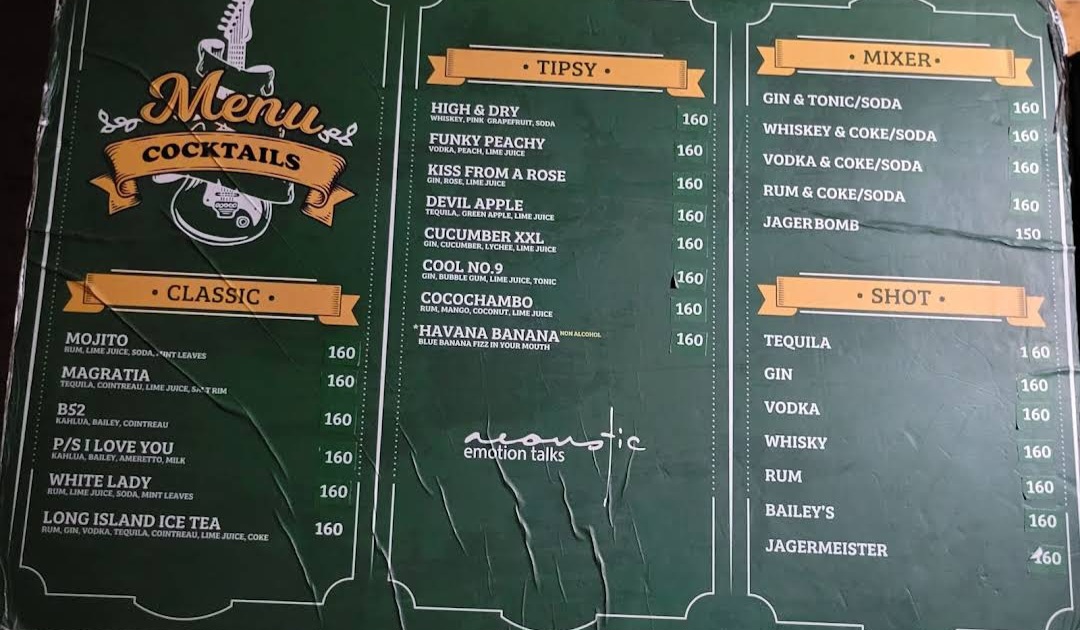 Menu
COCKTAILS
• CLASSIC •
MOJITO 160
RUM, LIME JUICE, SODA, MINT LEAVES
MAGRATIA 160
TEQUILA, COINTREAU, LIME JUICE, SALT RIM
B52 160
KAHLUA, BAILEY, COINTREAU
P/S I LOVE YOU 160
KAHLUA, BAILEY, AMERETTO, MILK
WHITE LADY 160
RUM, LIME JUICE, SODA, MINT LEAVES
LONG ISLAND ICE TEA 160
RUM, GIN, VODKA, TEQUILA, COINTREAU, LIME JUICE, COKE
• TIPSY •
HIGH & DRY 160
WHISKEY, PINK GRAPEFRUIT, SODA
FUNKY PEACHY 160
VODKA, PEACH, LIME JUICE
KISS FROM A ROSE 160
GIN, ROSE, LIME JUICE
DEVIL APPLE 160
TEQUILA, GREEN APPLE, LIME JUICE
CUCUMBER XXL 160
GIN, CUCUMBER, LYCHEE, LIME JUICE
COOL NO.9 160
GIN, BUBBLE GUM, LIME JUICE, TONIC
COCOCHAMBO 160
RUM, MANGO, COCONUT, LIME JUICE
*HAVANA BANANA NON ALCOHOL 160
BLUE BANANA FIZZ IN YOUR MOUTH
acoustic
emotion talks
• MIXER •
GIN & TONIC/SODA 160
WHISKEY & COKE/SODA 160
VODKA & COKE/SODA 160
RUM & COKE/SODA 160
JAGERBOMB 150
• SHOT •
TEQUILA 160
GIN 160
VODKA 160
WHISKY 160
RUM 160
BAILEY'S 160
JAGERMEISTER 160